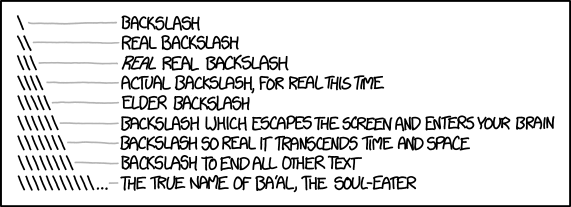 \ BACKSLASH
\\ REAL BACKSLASH
\\\ REAL REAL BACKSLASH
\\\\ ACTUAL BACKSLASH, FOR REAL THIS TIME
\\\\\ ELDER BACKSLASH
\\\\\\ BACKSLASH WHICH ESCAPES THE SCREEN AND ENTERS YOUR BRAIN
\\\\\\\ BACKSLASH SO REAL IT TRANSCENDS TIME AND SPACE
\\\\\\\\ BACKSLASH TO END ALL OTHER TEXT
\\\\\\\\\\\... THE TRUE NAME OF BA'AL, THE SOUL-EATER